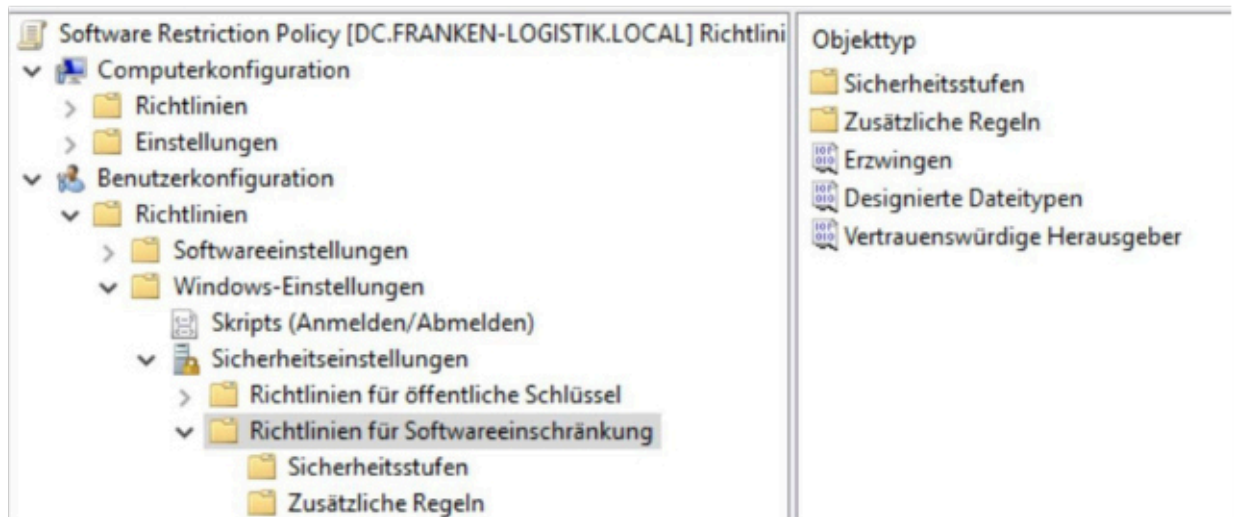 Software Restriction Policy [DC.FRANKEN-LOGISTIK.LOCAL] Richtlini
Computerkonfiguration
Richtlinien
Einstellungen
Benutzerkonfiguration
Richtlinien
Softwareeinstellungen
Windows-Einstellungen
Skripts (Anmelden/Abmelden)
Sicherheitseinstellungen
Richtlinien für öffentliche Schlüssel
Richtlinien für Softwareeinschränkung
Sicherheitsstufen
Zusätzliche Regeln
Objekttyp
Sicherheitsstufen
Zusätzliche Regeln
Erzwingen
Designierte Dateitypen
Vertrauenswürdige Herausgeber